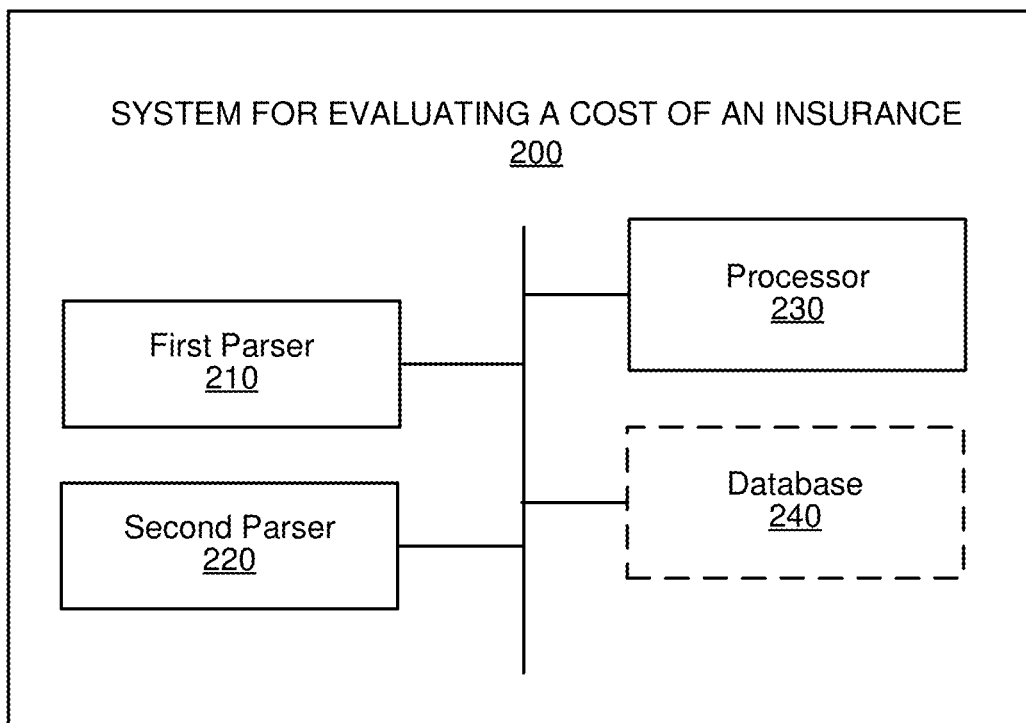 SYSTEM FOR EVALUATING A COST OF AN INSURANCE
200
First Parser
210
Second Parser
220
Processor
230
Database
240